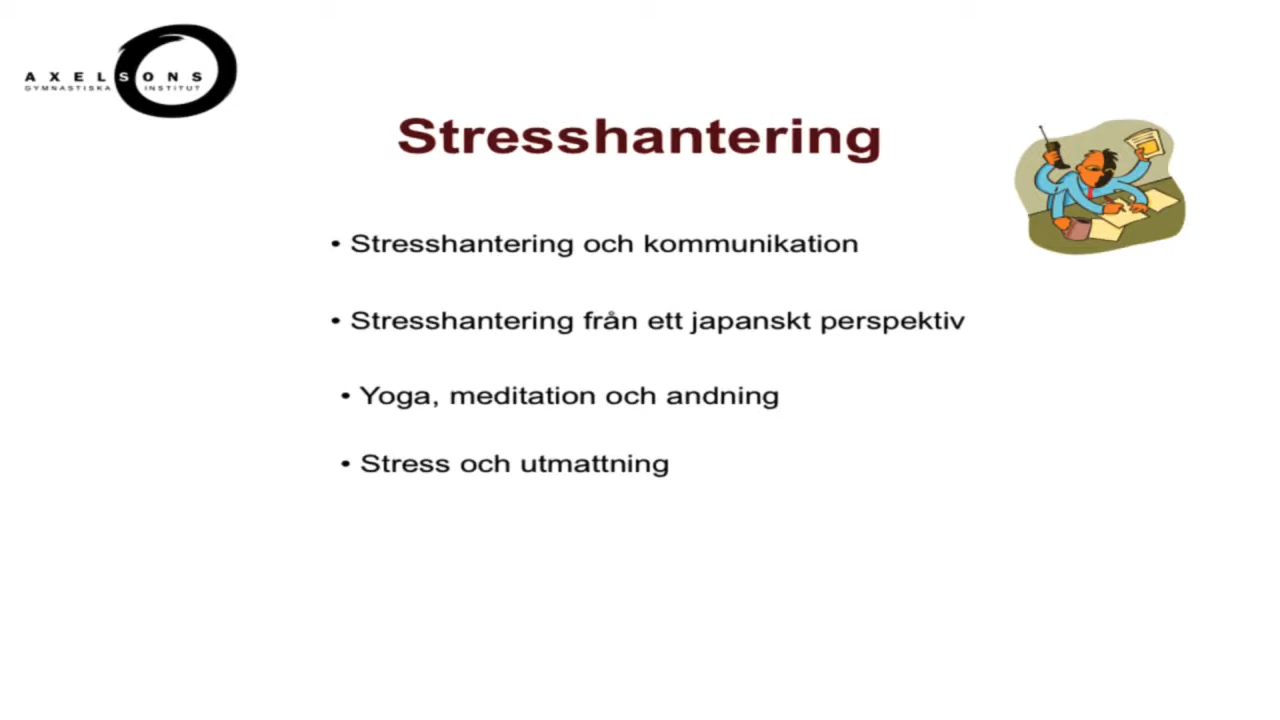 AXELSONS
GYMNASTISKA INSTITUT
Stresshantering
• Stresshantering och kommunikation
• Stresshantering från ett japanskt perspektiv
• Yoga, meditation och andning
• Stress och utmattning